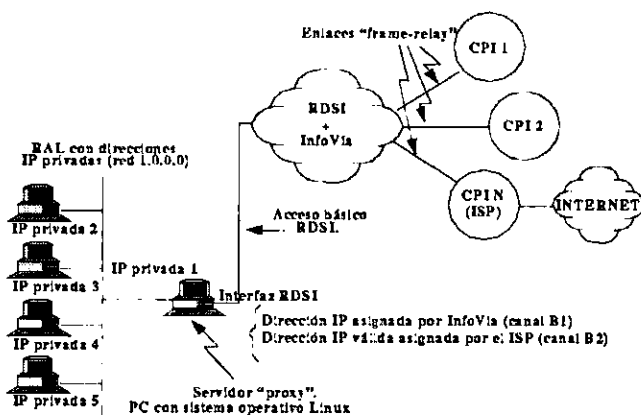 Enlaces "frame-relay"
CPI 1
RDSI
+
InfoVía
CPI 2
CPI N
(ISP)
INTERNET
RAL con direcciones
IP privadas (red 1.0.0.0)
Acceso básico
RDSI.
IP privada 2
IP privada 1
IP privada 3
Interfaz RDSI
IP privada 4
Dirección IP asignada por InfoVía (canal B1)
Dirección IP válida asignada por el ISP (canal B2)
IP privada 5
Servidor "proxy".
PC con sistema operativo Linux